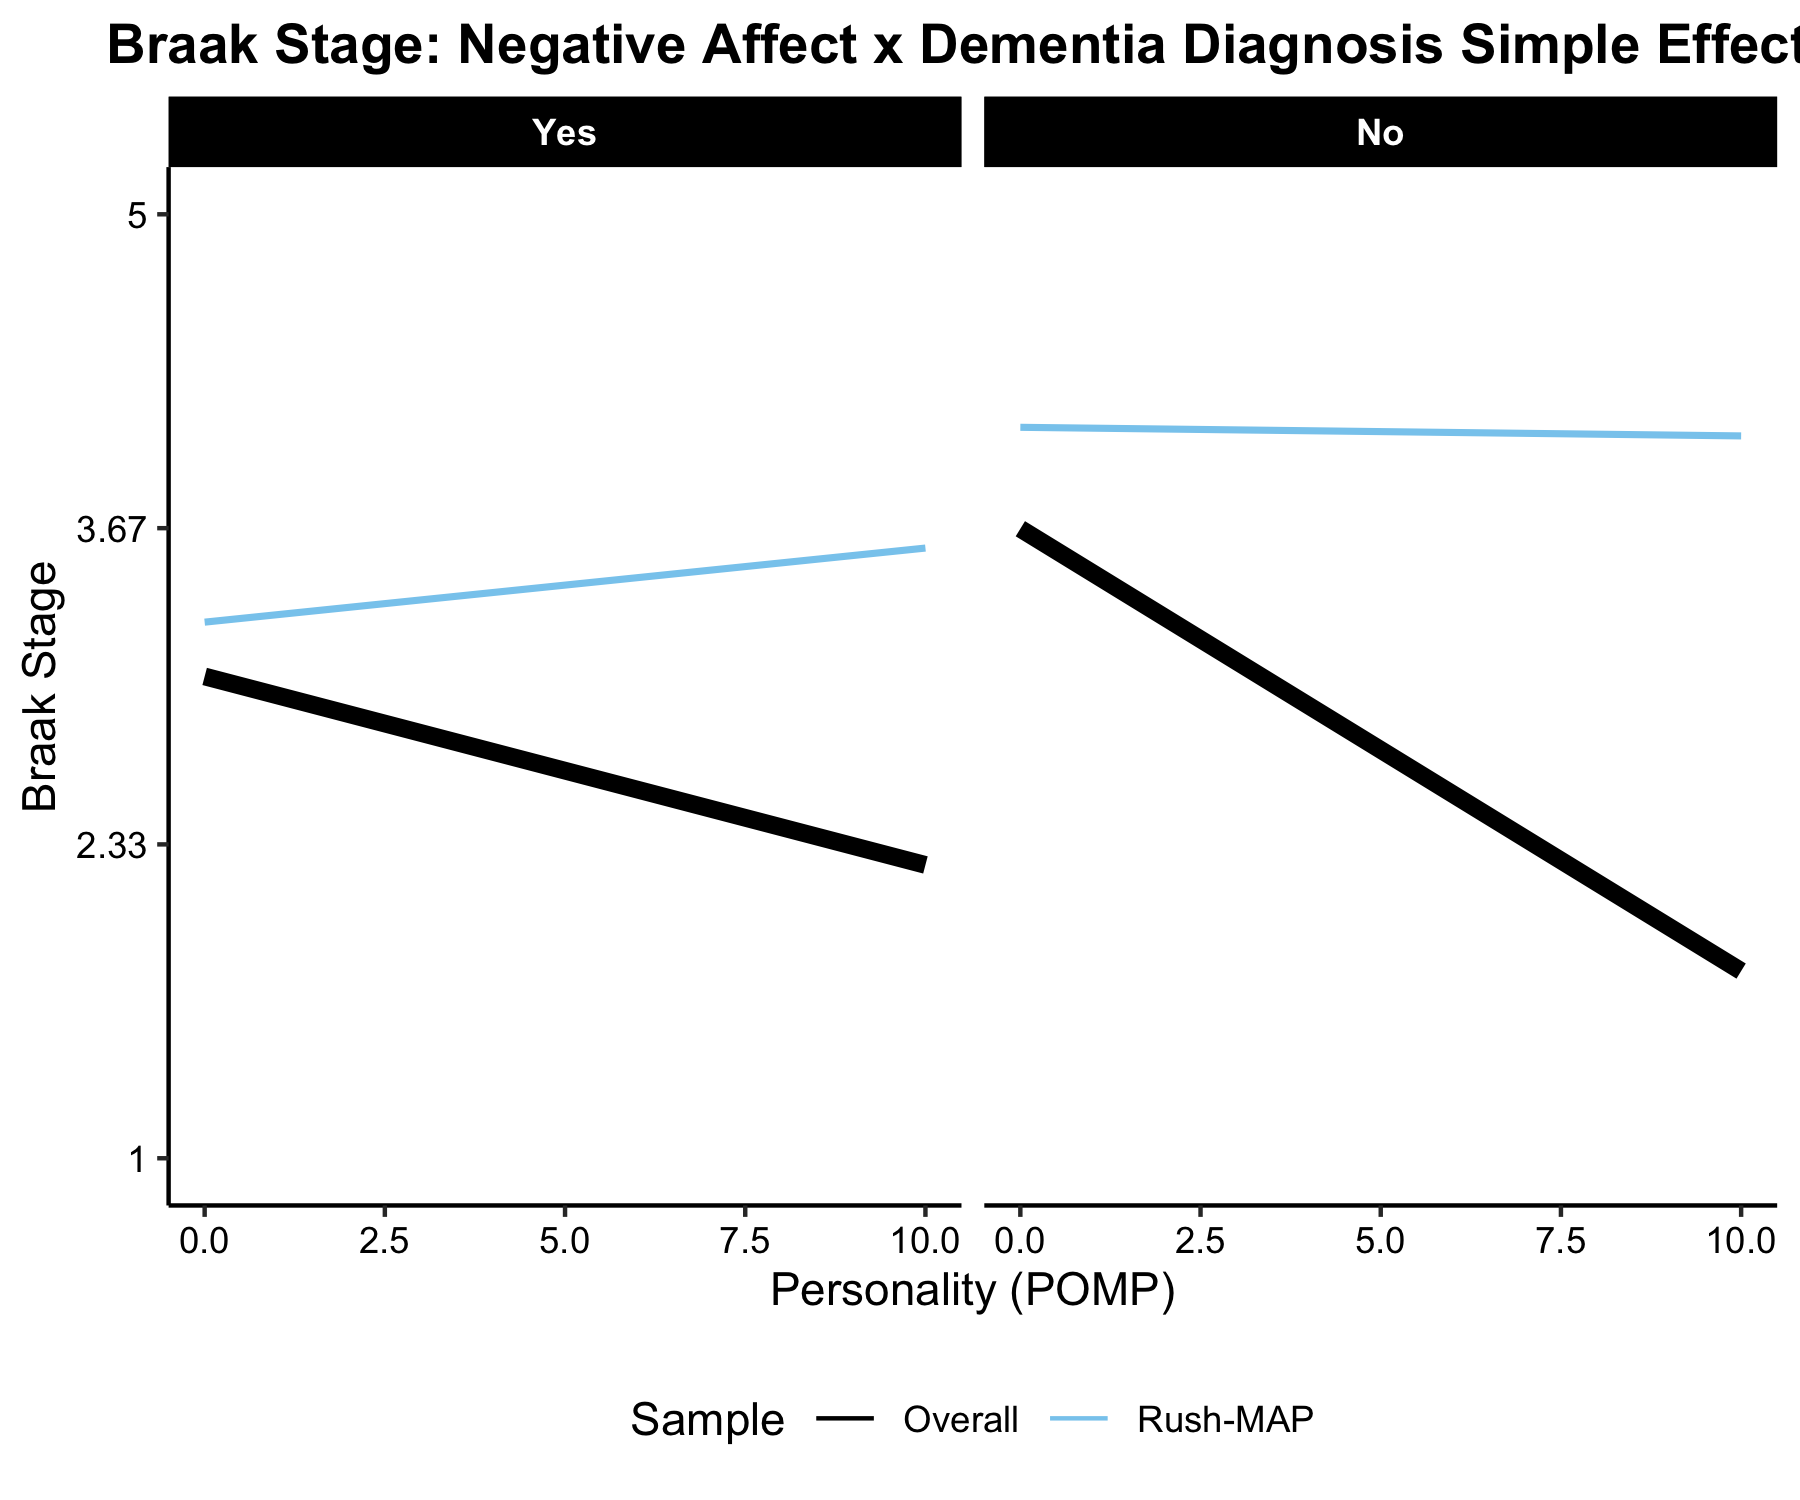 Braak Stage: Negative Affect x Dementia Diagnosis Simple Effect
Yes
No
5
3.67
2.33
1
Braak Stage
0.0 2.5 5.0 7.5 10.0 0.0 2.5 5.0 7.5 10.0
Personality (POMP)
Sample Overall Rush-MAP